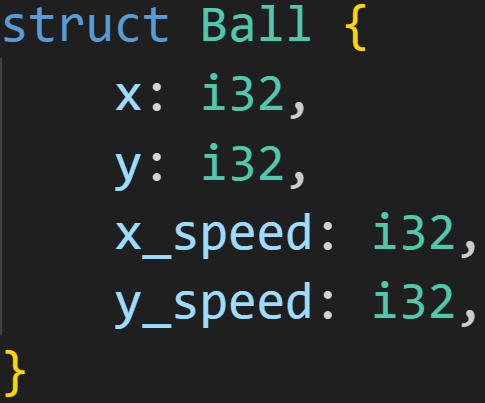 struct Ball {
    x: i32,
    y: i32,
    x_speed: i32,
    y_speed: i32,
}